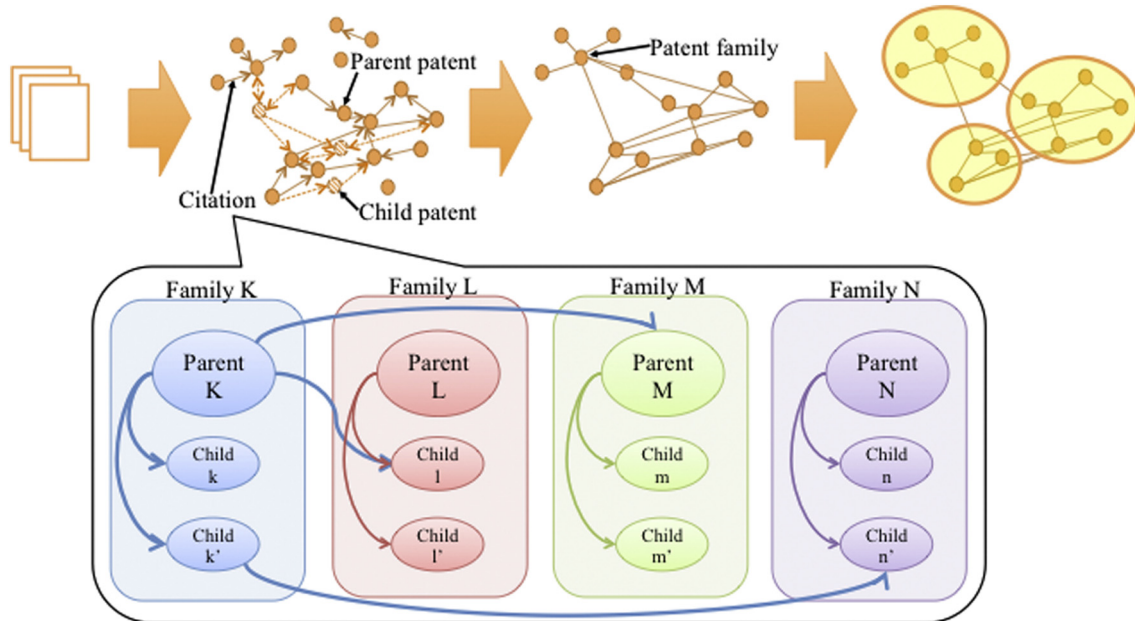 Parent patent
Patent family
Citation
Child patent
Family K
Family L
Family M
Family N
Parent
K
Parent
L
Parent
M
Parent
N
Child
k
Child
l
Child
m
Child
n
Child
k’
Child
l’
Child
m’
Child
n’